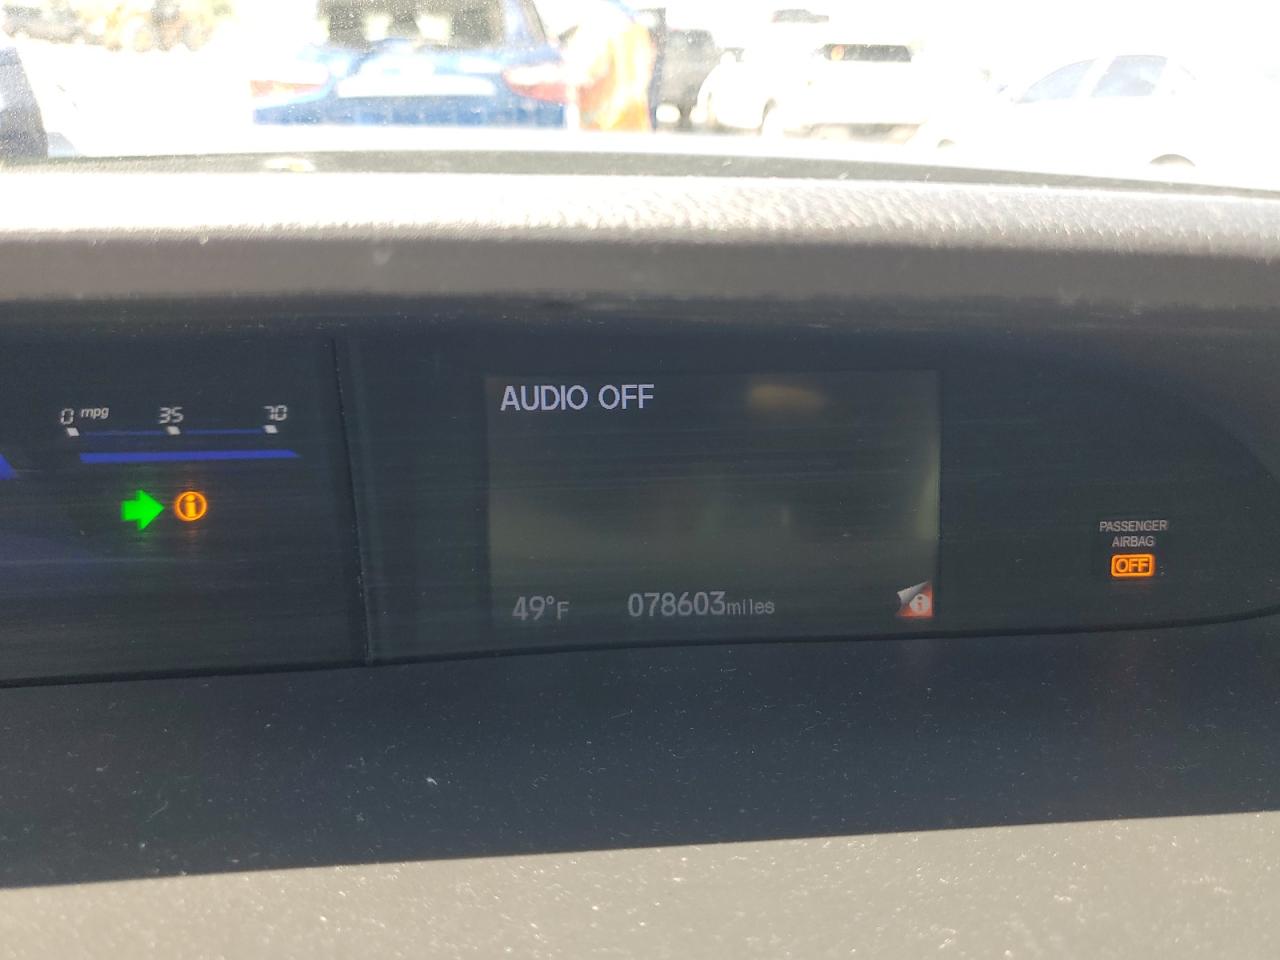 0 mpg 35 70
AUDIO OFF
PASSENGER
AIRBAG
OFF
49°F 078603miles